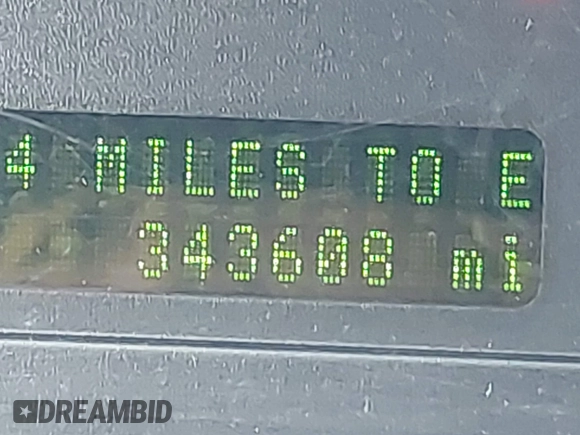 4 MILES TO E
343608 mi
DREAMBID